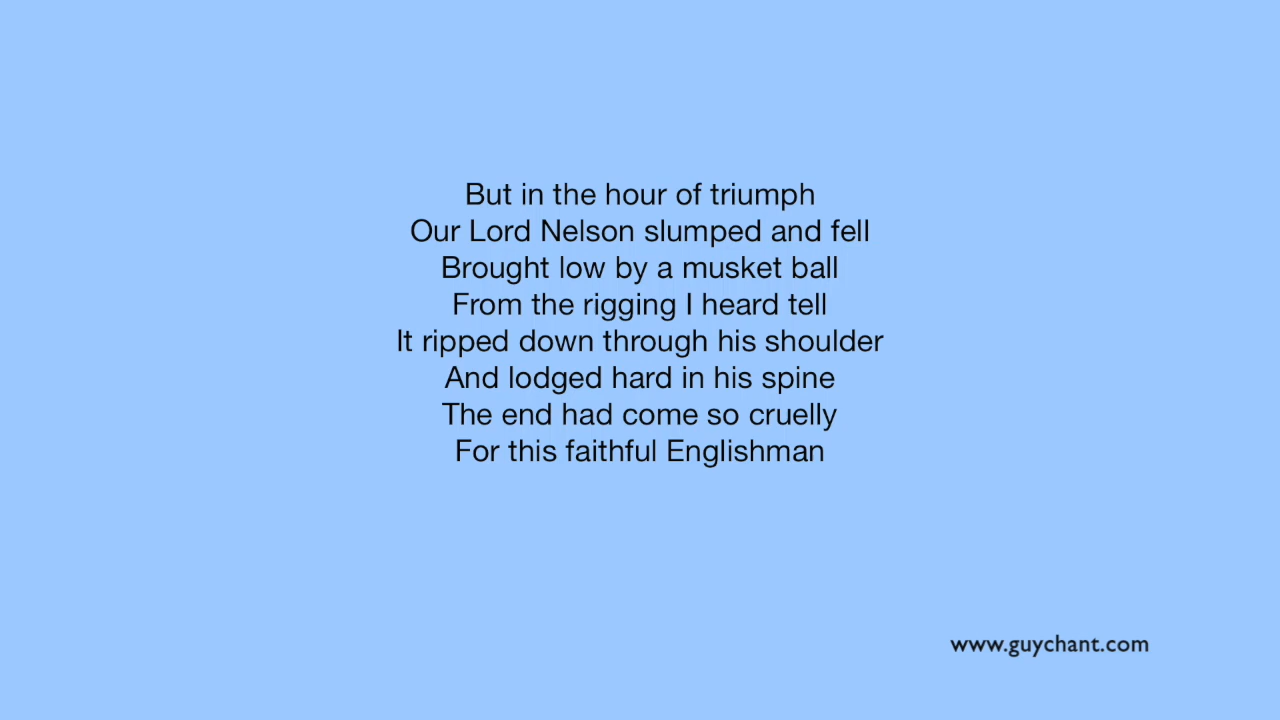 But in the hour of triumph
Our Lord Nelson slumped and fell
Brought low by a musket ball
From the rigging I heard tell
It ripped down through his shoulder
And lodged hard in his spine
The end had come so cruelly
For this faithful Englishman
www.guychant.com